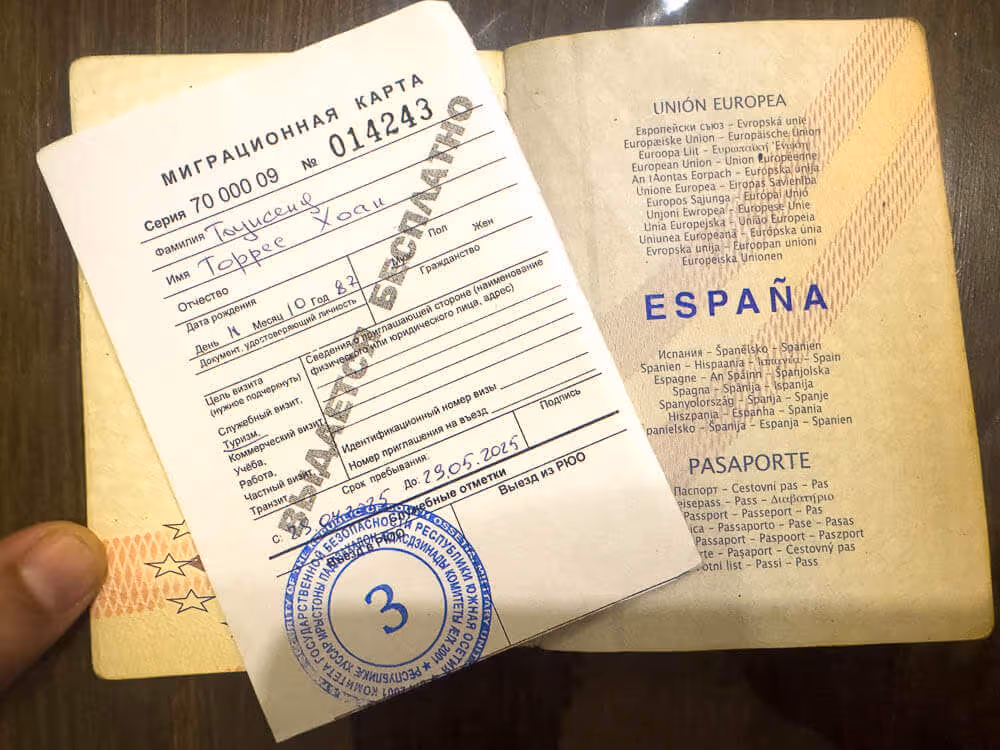 МИГРАЦИОННАЯ КАРТА
Серия 70 000 09 № 014243
Фамилия Таунсенд
Имя Торрес Хоан
Отчество
Дата рождения Муж Пол Жен
День 11 Месяц 10 Год 87 Гражданство
Документ, удостоверяющий личность
Цель визита
(нужное подчеркнуть)
Служебный визит,
Туризм,
Коммерческий визит,
Учёба,
Работа,
Частный визит,
Транзит
Сведения о приглашающей стороне (наименование
физического или юридического лица, адрес)
Идентификационный номер визы
Номер приглашения на въезд
Подпись
Срок пребывания:
С: До: 29.05.2025
Служебные отметки
Въезд в РЮО Выезд из РЮО
ВЫДАЕТСЯ БЕСПЛАТНО
3
UNIÓN EUROPEA
Европейски съюз – Evropská unie
Europæiske Union – Europäische Union
Euroopa Liit – Ευρωπαϊκή Ένωση
European Union – Union européenne
An tAontas Eorpach – Europska unija
Unione Europea – Eiropas Savienība
Europos Sąjunga – Európai Unió
Unjoni Ewropea – Europese Unie
Unia Europejska – União Europeia
Uniunea Europeană – Európska únia
Evropska unija – Euroopan unioni
Europeiska Unionen
ESPAÑA
Испания – Španělsko – Spanien
Spanien – Hispaania – Ισπανία – Spain
Espagne – An Spáinn – Španjolska
Spagna – Spānija – Ispanija
Spanyolország – Spanja – Spanje
Hiszpania – Espanha – Spania
Španielsko – Španija – Espanja – Spanien
PASAPORTE
Паспорт – Cestovní pas – Pas
Reisepass – Pass – Διαβατήριο
Passport – Passeport – Pas
– Passaporto – Pase – Pasas
– Passaport – Paspoort – Paszport
– Paşaport – Cestovný pas
– Passi – Pass